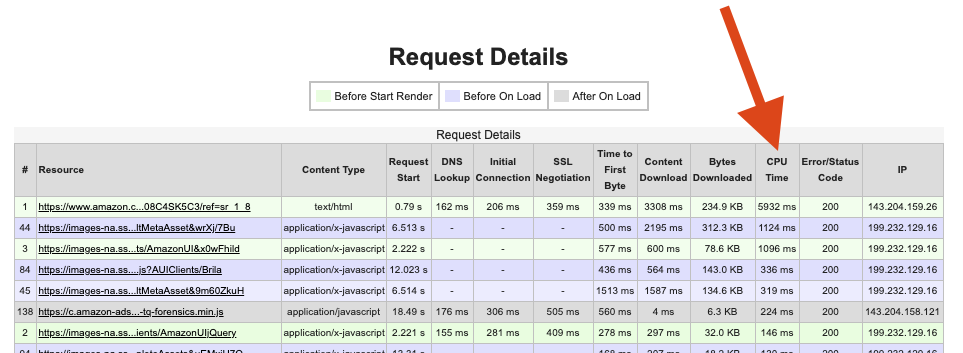 Request Details
Before Start Render Before On Load After On Load
Request Details
# Resource Content Type Request Start DNS Lookup Initial Connection SSL Negotiation Time to First Byte Content Download Bytes Downloaded CPU Time Error/Status Code IP
1 https://www.amazon.c...08C4SK5C3/ref=sr_1_8 text/html 0.79 s 162 ms 206 ms 359 ms 339 ms 3308 ms 234.9 KB 5932 ms 200 143.204.159.26
44 https://images-na.ss...ltMetaAsset&wrXj/7Bu application/x-javascript 6.513 s - - - 500 ms 2195 ms 312.3 KB 1124 ms 200 199.232.129.16
3 https://images-na.ss...ts/AmazonUI&x0wFhild application/x-javascript 2.222 s - - - 577 ms 600 ms 78.6 KB 1096 ms 200 199.232.129.16
84 https://images-na.ss....js?AUIClients/Brila application/x-javascript 12.023 s - - - 436 ms 564 ms 143.0 KB 336 ms 200 199.232.129.16
45 https://images-na.ss...ltMetaAsset&9m60ZkuH application/x-javascript 6.514 s - - - 1513 ms 1587 ms 134.6 KB 319 ms 200 199.232.129.16
138 https://c.amazon-ads...-tq-forensics.min.js application/javascript 18.49 s 176 ms 306 ms 505 ms 560 ms 4 ms 6.3 KB 224 ms 200 143.204.158.121
2 https://images-na.ss...ients/AmazonUIjQuery application/x-javascript 2.221 s 155 ms 281 ms 409 ms 278 ms 297 ms 32.0 KB 146 ms 200 199.232.129.16